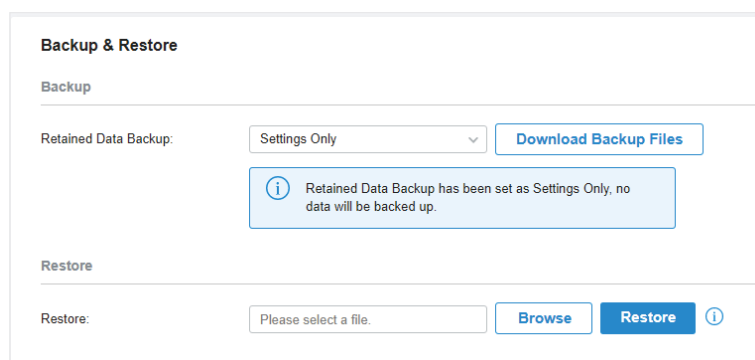 Backup & Restore
Backup
Retained Data Backup:
Settings Only
Download Backup Files
Retained Data Backup has been set as Settings Only, no
data will be backed up.
Restore
Restore:
Please select a file.
Browse
Restore